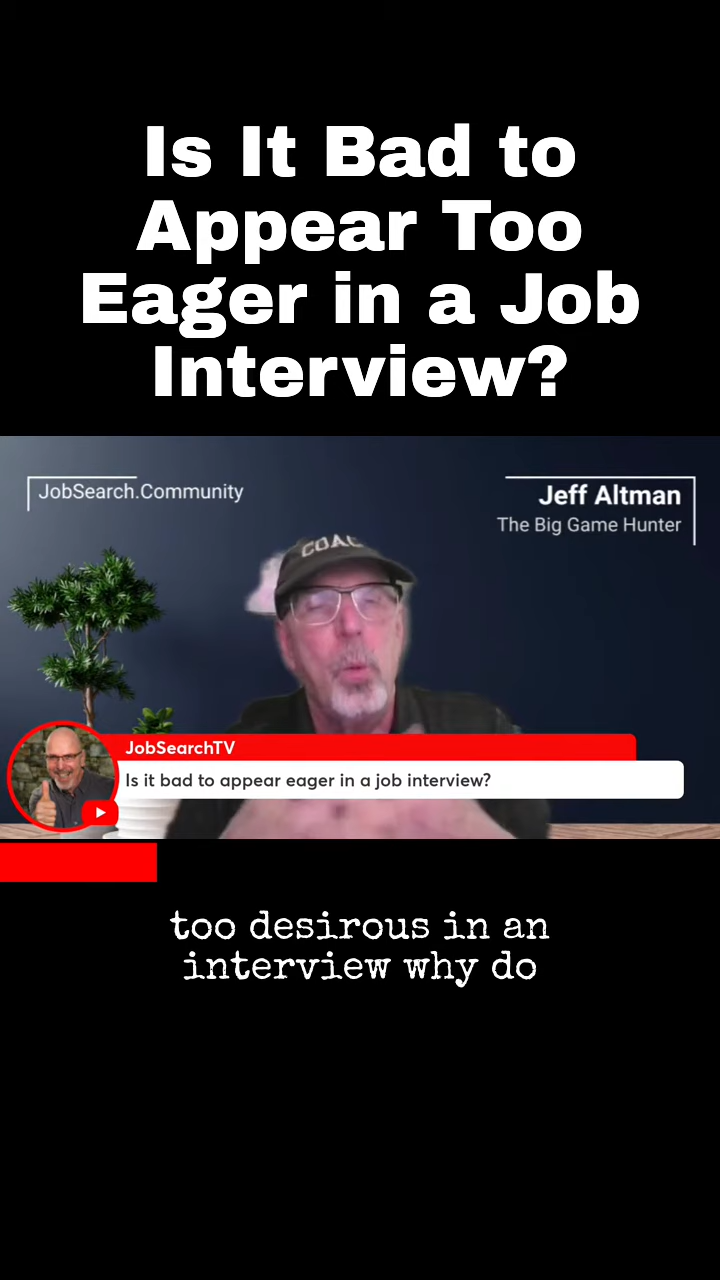 Is It Bad to
Appear Too
Eager in a Job
Interview?
JobSearch.Community
Jeff Altman
The Big Game Hunter
COAC
JobSearchTV
Is it bad to appear eager in a job interview?
too desirous in an
interview why do